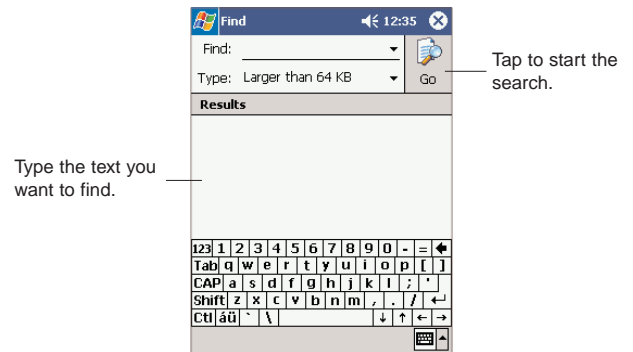 Find 12:35
Find:
Type: Larger than 64 KB
Go
Results
Tap to start the
search.
Type the text you
want to find.
123 1 2 3 4 5 6 7 8 9 0 - =
Tab q w e r t y u i o p [ ]
CAP a s d f g h j k l ; '
Shift z x c v b n m , . /
Ctl áü ` \ ↓ ↑ ← →